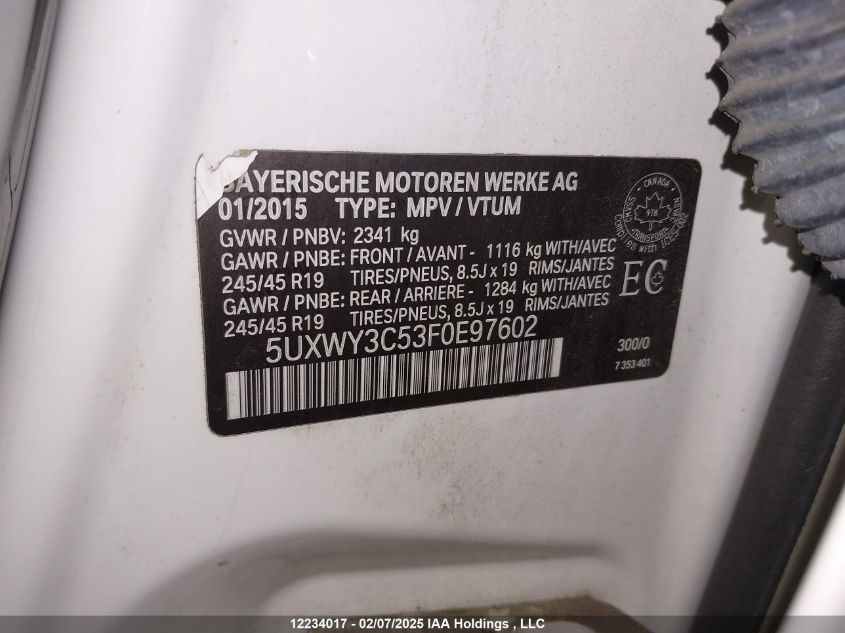 BAYERISCHE MOTOREN WERKE AG
01/2015 TYPE: MPV / VTUM
GVWR / PNBV: 2341 kg
GAWR / PNBE: FRONT / AVANT - 1116 kg WITH/AVEC
245/45 R19 TIRES/PNEUS, 8.5J x 19 RIMS/JANTES
GAWR / PNBE: REAR / ARRIERE - 1284 kg WITH/AVEC
245/45 R19 TIRES/PNEUS, 8.5J x 19 RIMS/JANTES
5UXWY3C53F0E97602
CANADA
978
TRANSPORT
EC
300/0
7 353 401
12234017 - 02/07/2025 IAA Holdings , LLC